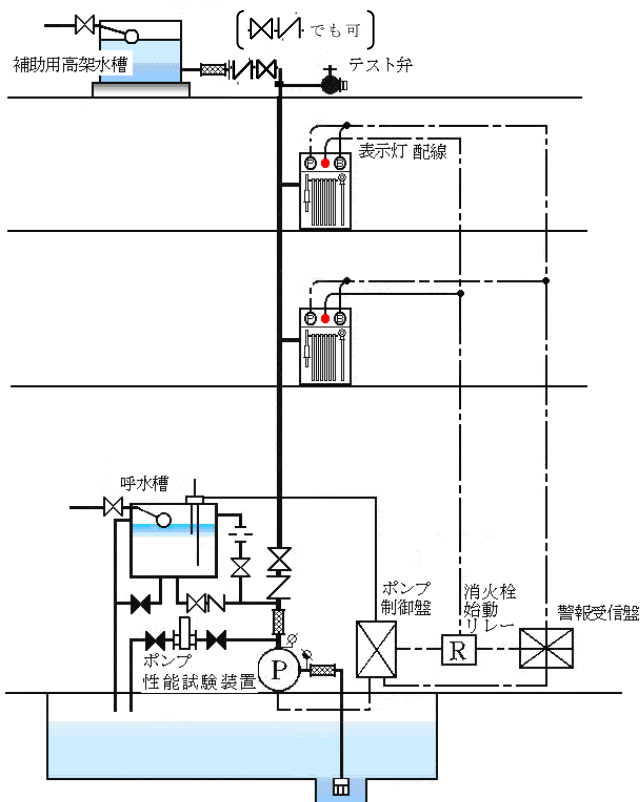 でも可
補助用高架水槽
テスト弁
表示灯 配線
P
B
P
B
呼水槽
ポンプ
制御盤
消火栓
始動
リレー
警報受信盤
R
P
ポンプ
性能試験装置